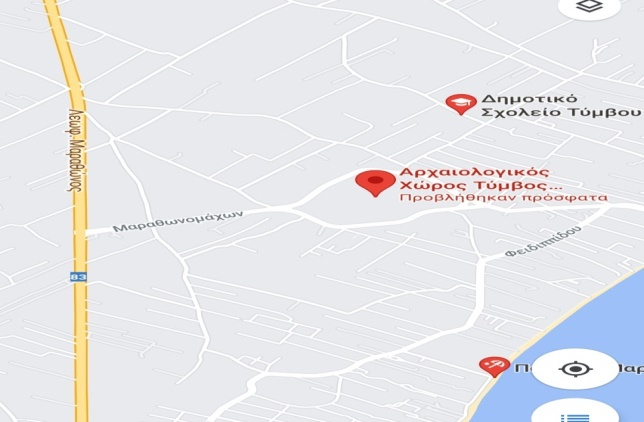 Δημοτικό
Σχολείο Τύμβου
Λεωφ. Μαραθώνος
Αρχαιολογικός
Χώρος Τύμβος...
Προβλήθηκαν πρόσφατα
Μαραθωνομάχων
Φειδιππίδου
83